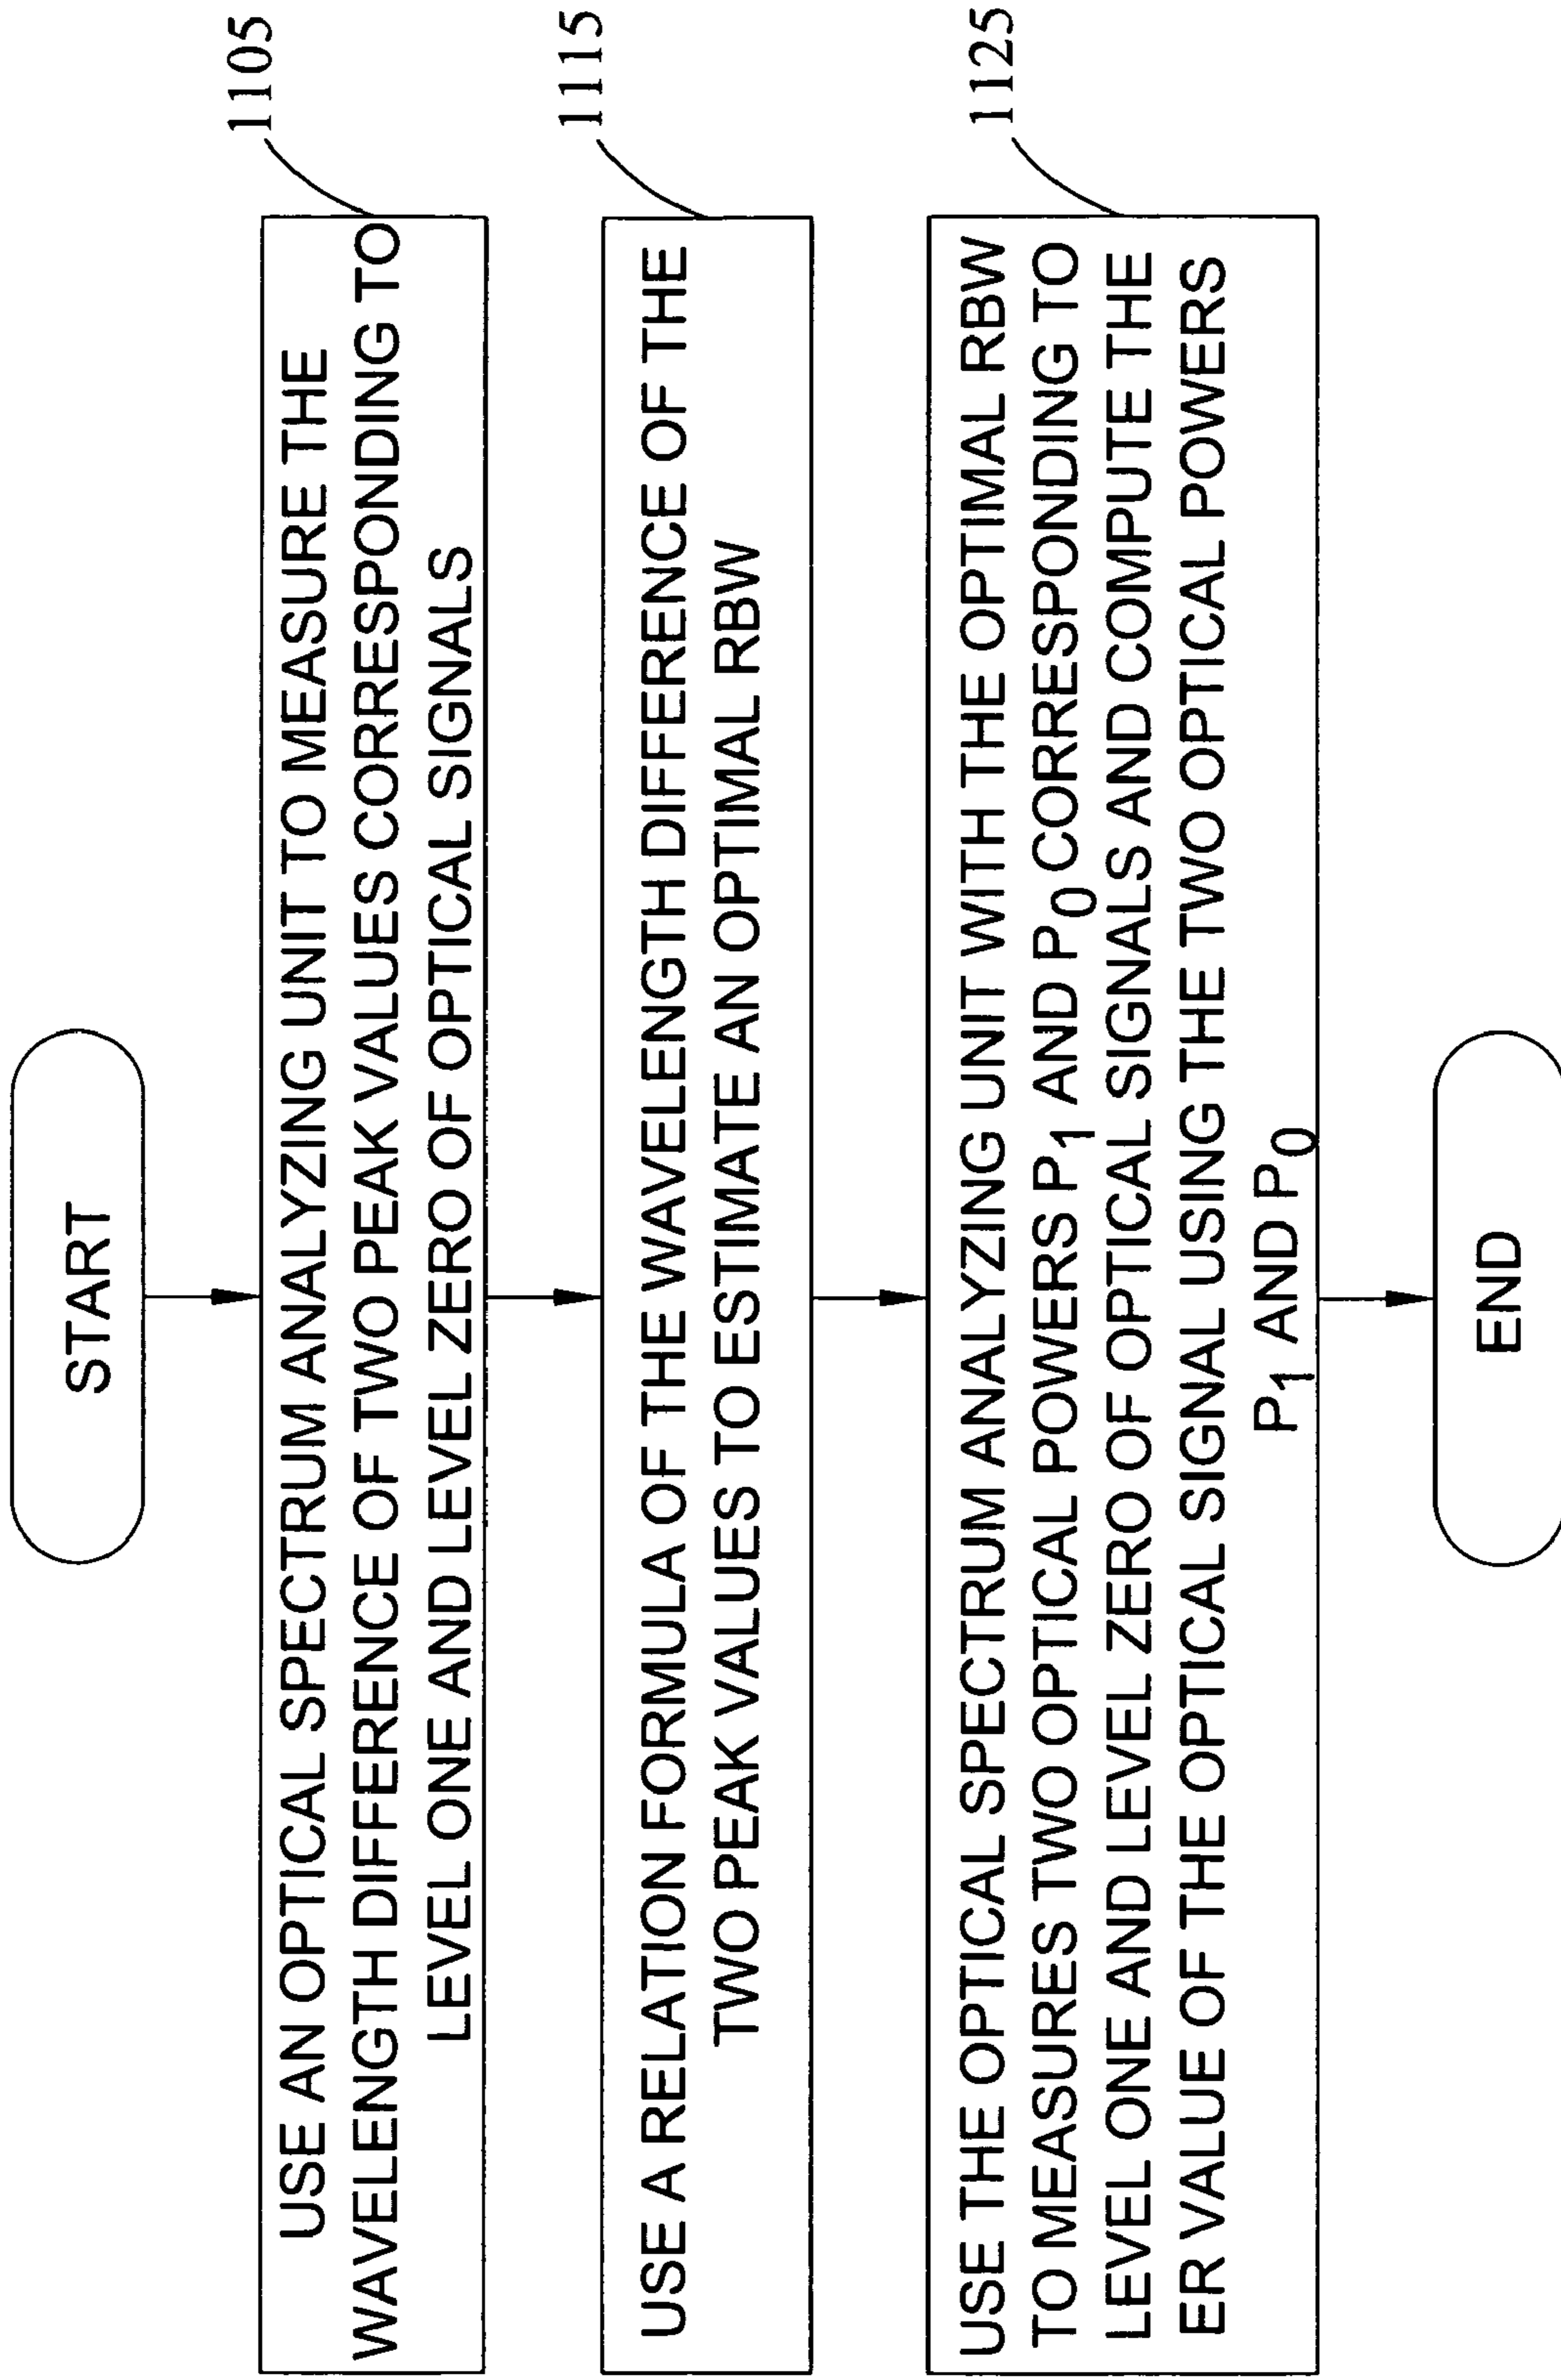 START
1105
USE AN OPTICAL SPECTRUM ANALYZING UNIT TO MEASURE THE
WAVELENGTH DIFFERENCE OF TWO PEAK VALUES CORRESPONDING TO
LEVEL ONE AND LEVEL ZERO OF OPTICAL SIGNALS
1115
USE A RELATION FORMULA OF THE WAVELENGTH DIFFERENCE OF THE
TWO PEAK VALUES TO ESTIMATE AN OPTIMAL RBW
1125
USE THE OPTICAL SPECTRUM ANALYZING UNIT WITH THE OPTIMAL RBW
TO MEASURES TWO OPTICAL POWERS P₁ AND P₀ CORRESPONDING TO
LEVEL ONE AND LEVEL ZERO OF OPTICAL SIGNALS AND COMPUTE THE
ER VALUE OF THE OPTICAL SIGNAL USING THE TWO OPTICAL POWERS
P₁ AND P₀
END